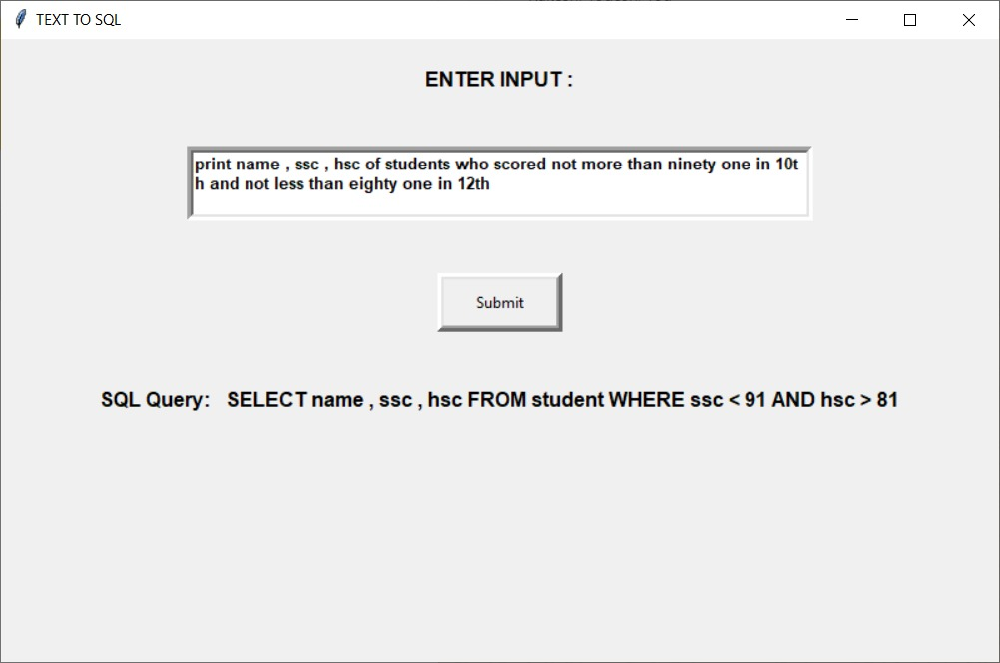 TEXT TO SQL
ENTER INPUT :
print name , ssc , hsc of students who scored not more than ninety one in 10t
h and not less than eighty one in 12th
Submit
SQL Query: SELECT name , ssc , hsc FROM student WHERE ssc < 91 AND hsc > 81